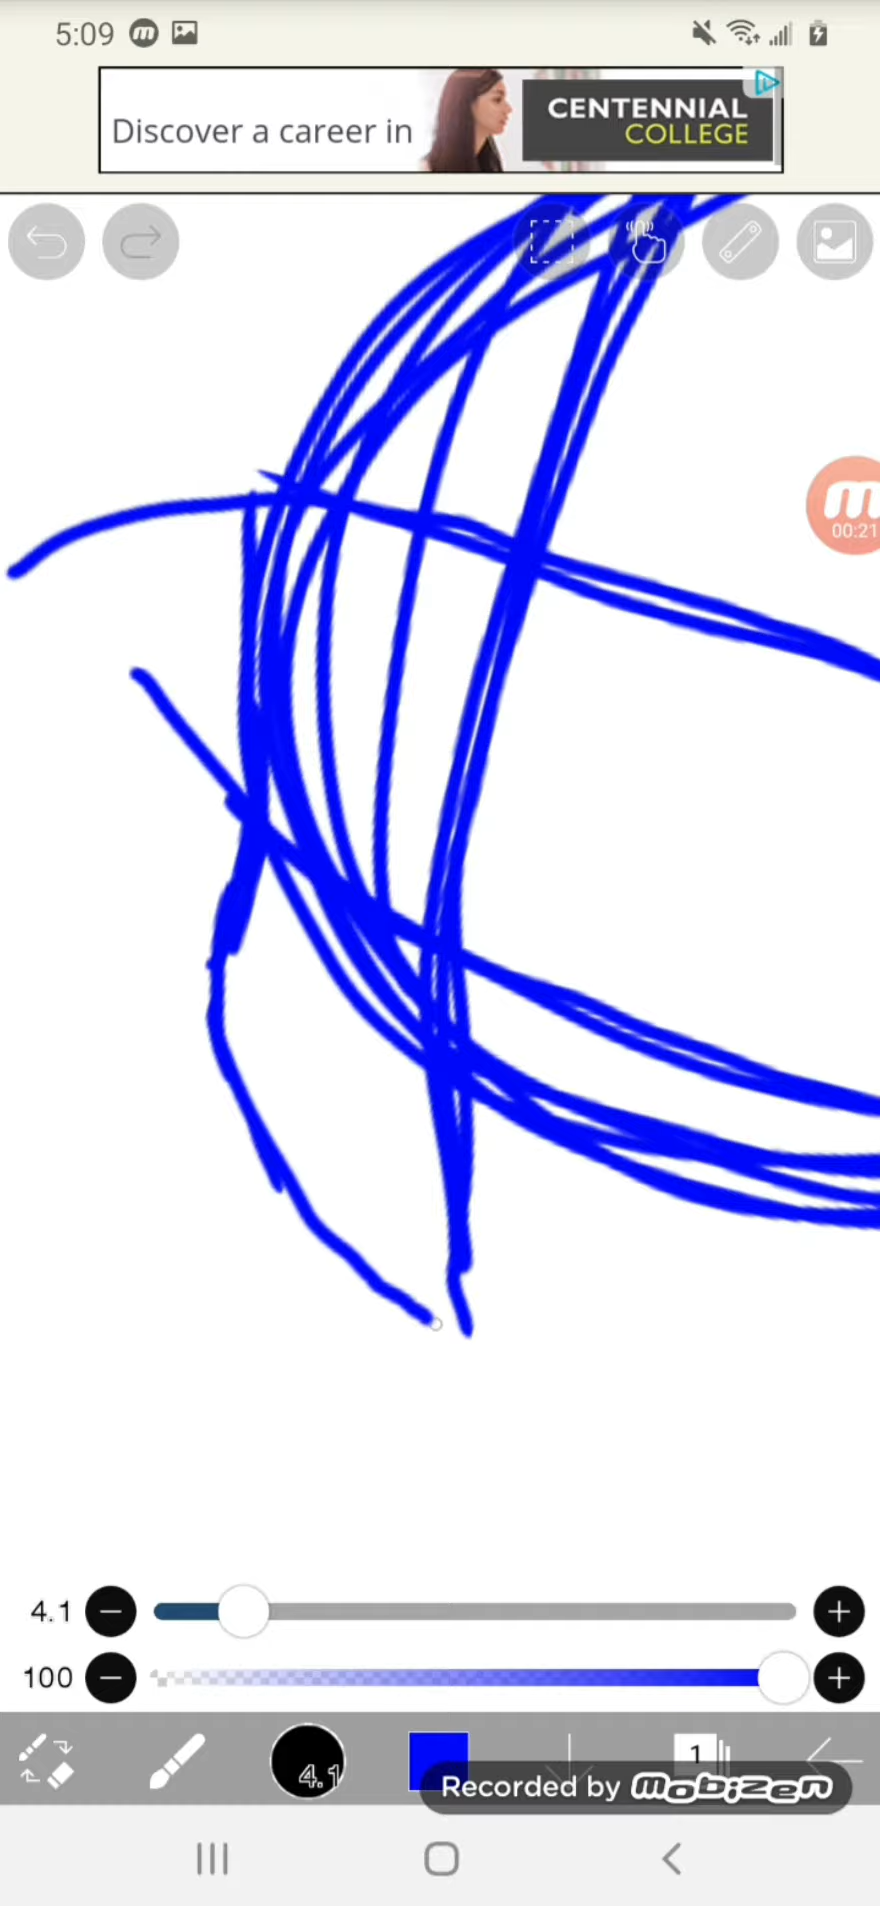 5:09
Discover a career in
CENTENNIAL
COLLEGE
00:21
4.1
100
4.1
1
Recorded by Mobizen